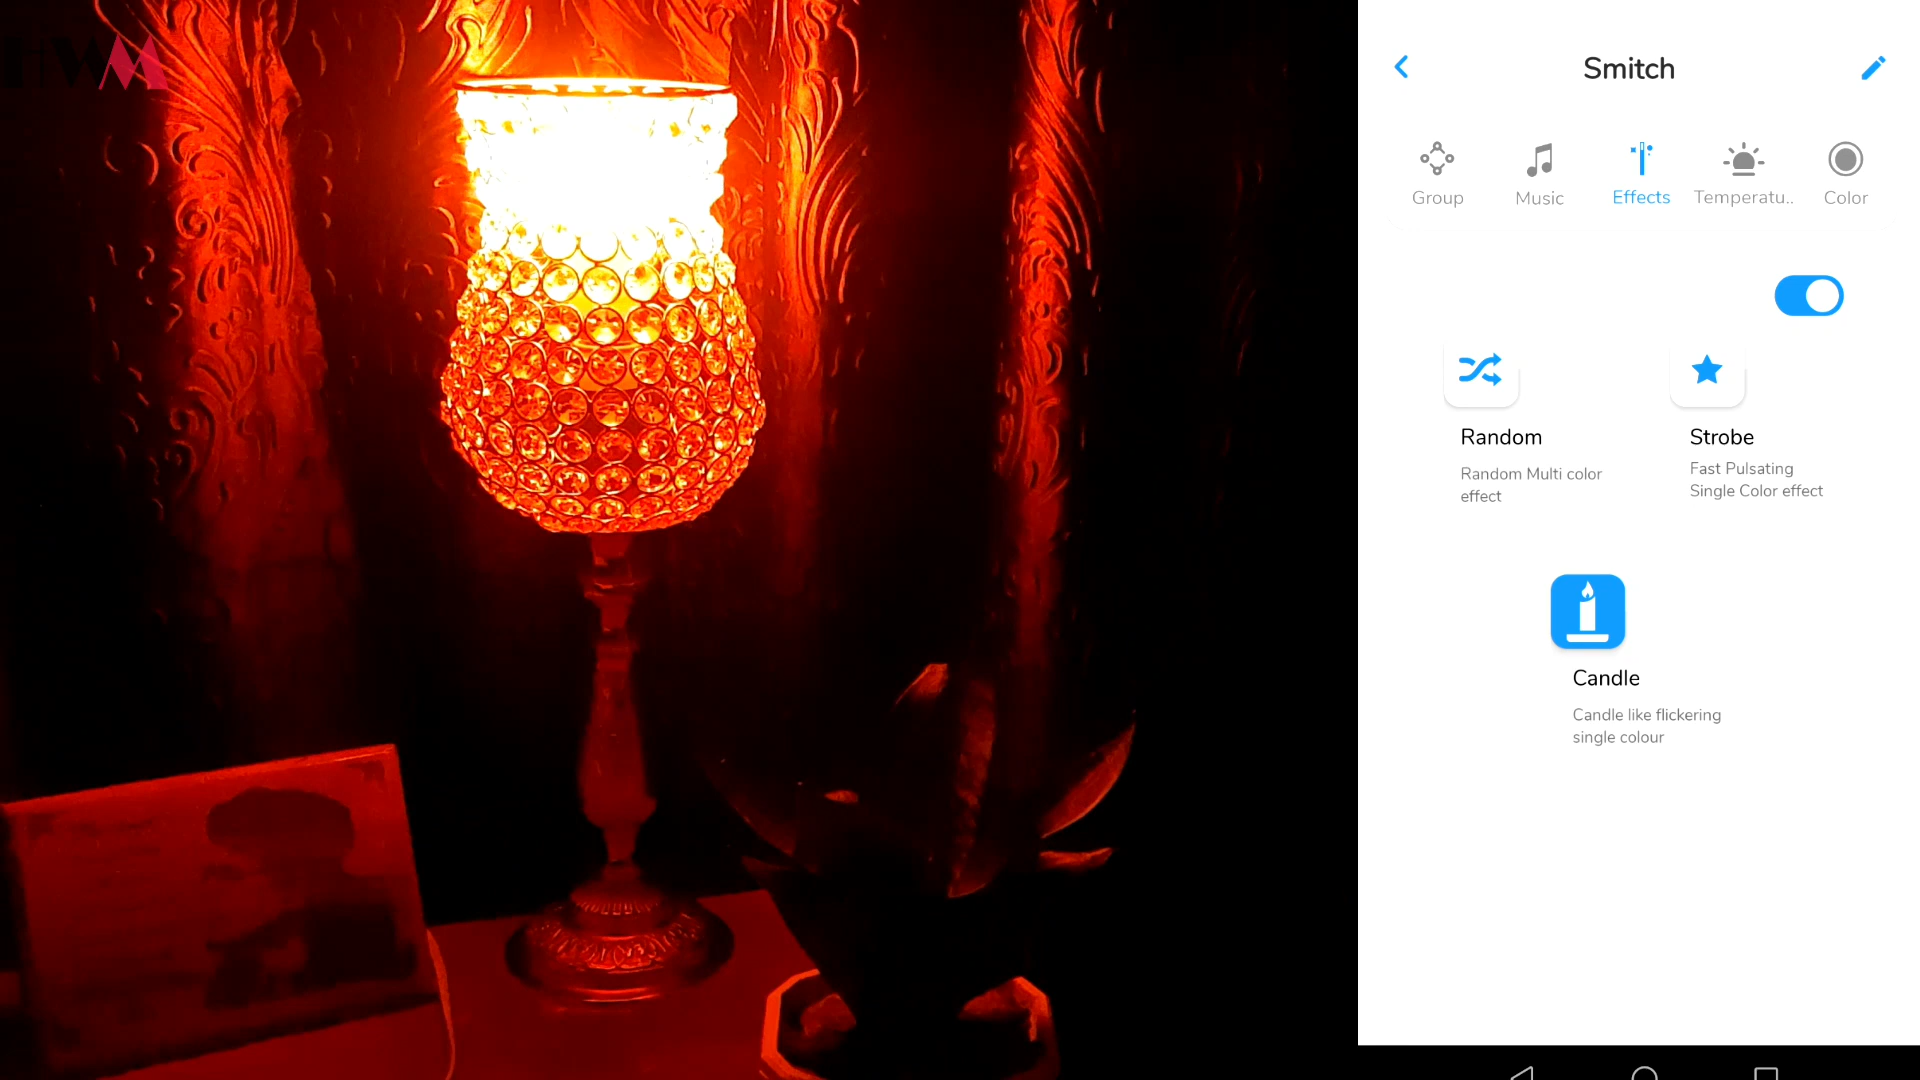 HWM
Smitch
Group
Music
Effects
Temperatu..
Color
Random
Random Multi color
effect
Strobe
Fast Pulsating
Single Color effect
Candle
Candle like flickering
single colour